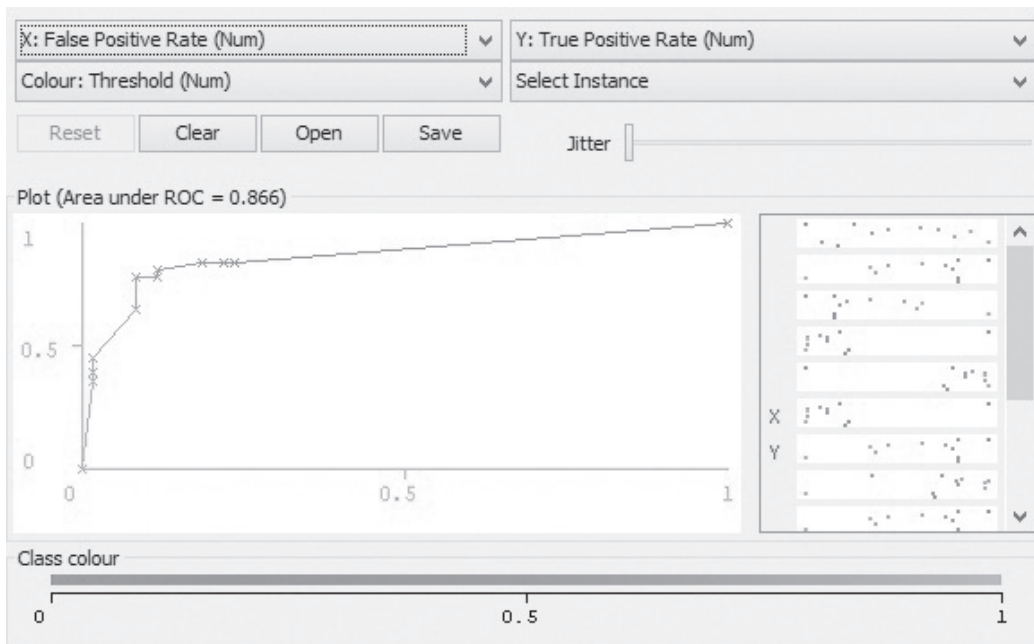 X: False Positive Rate (Num)
Y: True Positive Rate (Num)
Colour: Threshold (Num)
Select Instance
Reset
Clear
Open
Save
Jitter
Plot (Area under ROC = 0.866)
1
0.5
0
0
0.5
1
X
Y
Class colour
0
0.5
1